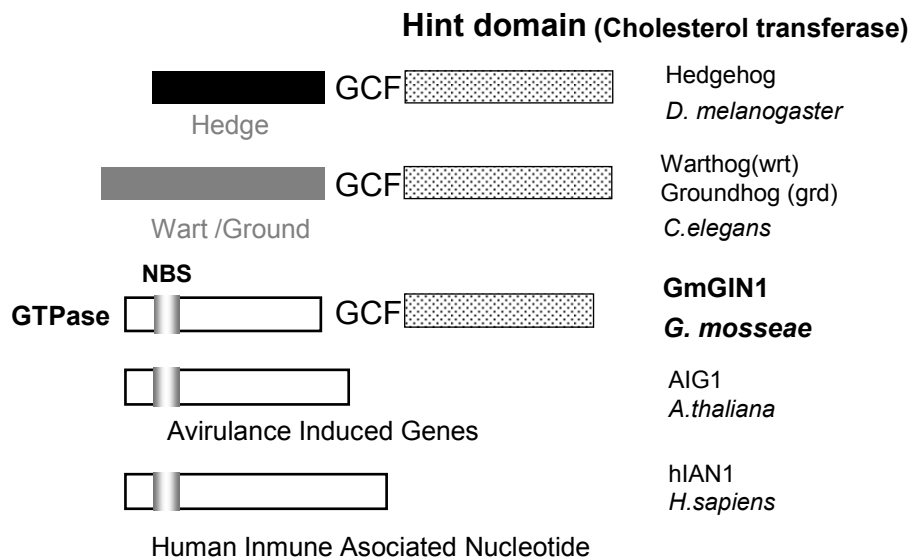 Hint domain (Cholesterol transferase)
GCF
Hedgehog
D. melanogaster
Hedge
GCF
Warthog(wrt)
Groundhog (grd)
C.elegans
Wart /Ground
NBS
GTPase
GCF
GmGIN1
G. mosseae
AIG1
A.thaliana
Avirulance Induced Genes
hIAN1
H.sapiens
Human Inmune Asociated Nucleotide